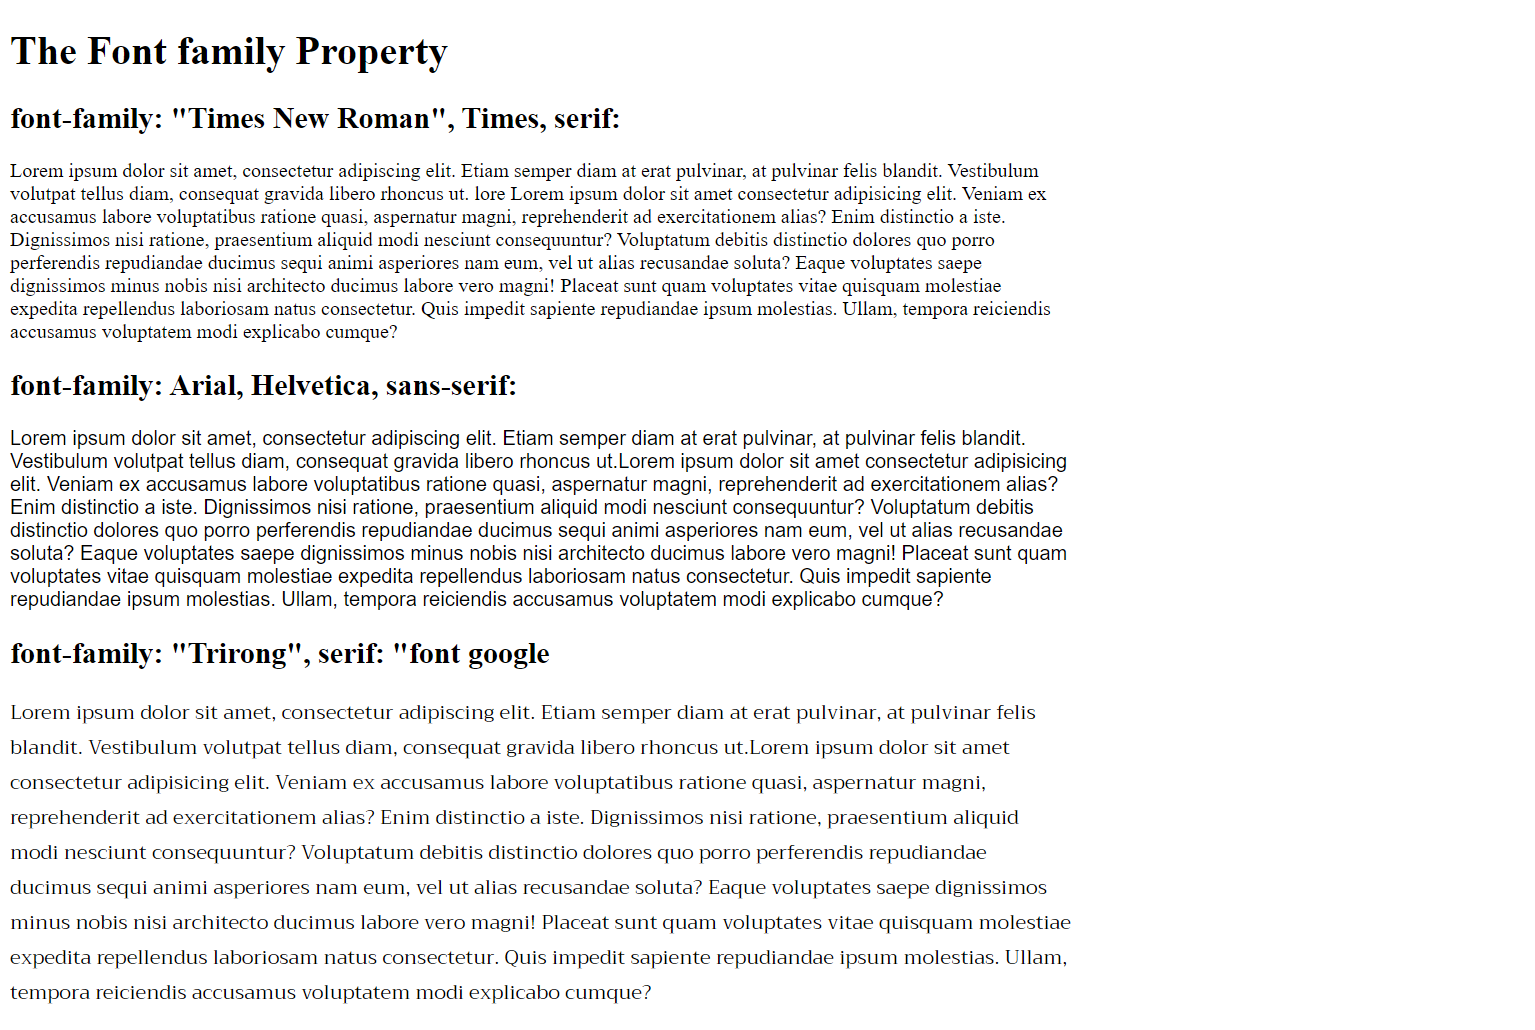 The Font family Property
font-family: "Times New Roman", Times, serif:
Lorem ipsum dolor sit amet, consectetur adipiscing elit. Etiam semper diam at erat pulvinar, at pulvinar felis blandit. Vestibulum
volutpat tellus diam, consequat gravida libero rhoncus ut. lore Lorem ipsum dolor sit amet consectetur adipisicing elit. Veniam ex
accusamus labore voluptatibus ratione quasi, aspernatur magni, reprehenderit ad exercitationem alias? Enim distinctio a iste.
Dignissimos nisi ratione, praesentium aliquid modi nesciunt consequuntur? Voluptatum debitis distinctio dolores quo porro
perferendis repudiandae ducimus sequi animi asperiores nam eum, vel ut alias recusandae soluta? Eaque voluptates saepe
dignissimos minus nobis nisi architecto ducimus labore vero magni! Placeat sunt quam voluptates vitae quisquam molestiae
expedita repellendus laboriosam natus consectetur. Quis impedit sapiente repudiandae ipsum molestias. Ullam, tempora reiciendis
accusamus voluptatem modi explicabo cumque?
font-family: Arial, Helvetica, sans-serif:
Lorem ipsum dolor sit amet, consectetur adipiscing elit. Etiam semper diam at erat pulvinar, at pulvinar felis blandit.
Vestibulum volutpat tellus diam, consequat gravida libero rhoncus ut.Lorem ipsum dolor sit amet consectetur adipisicing
elit. Veniam ex accusamus labore voluptatibus ratione quasi, aspernatur magni, reprehenderit ad exercitationem alias?
Enim distinctio a iste. Dignissimos nisi ratione, praesentium aliquid modi nesciunt consequuntur? Voluptatum debitis
distinctio dolores quo porro perferendis repudiandae ducimus sequi animi asperiores nam eum, vel ut alias recusandae
soluta? Eaque voluptates saepe dignissimos minus nobis nisi architecto ducimus labore vero magni! Placeat sunt quam
voluptates vitae quisquam molestiae expedita repellendus laboriosam natus consectetur. Quis impedit sapiente
repudiandae ipsum molestias. Ullam, tempora reiciendis accusamus voluptatem modi explicabo cumque?
font-family: "Trirong", serif: "font google
Lorem ipsum dolor sit amet, consectetur adipiscing elit. Etiam semper diam at erat pulvinar, at pulvinar felis
blandit. Vestibulum volutpat tellus diam, consequat gravida libero rhoncus ut.Lorem ipsum dolor sit amet
consectetur adipisicing elit. Veniam ex accusamus labore voluptatibus ratione quasi, aspernatur magni,
reprehenderit ad exercitationem alias? Enim distinctio a iste. Dignissimos nisi ratione, praesentium aliquid
modi nesciunt consequuntur? Voluptatum debitis distinctio dolores quo porro perferendis repudiandae
ducimus sequi animi asperiores nam eum, vel ut alias recusandae soluta? Eaque voluptates saepe dignissimos
minus nobis nisi architecto ducimus labore vero magni! Placeat sunt quam voluptates vitae quisquam molestiae
expedita repellendus laboriosam natus consectetur. Quis impedit sapiente repudiandae ipsum molestias. Ullam,
tempora reiciendis accusamus voluptatem modi explicabo cumque?